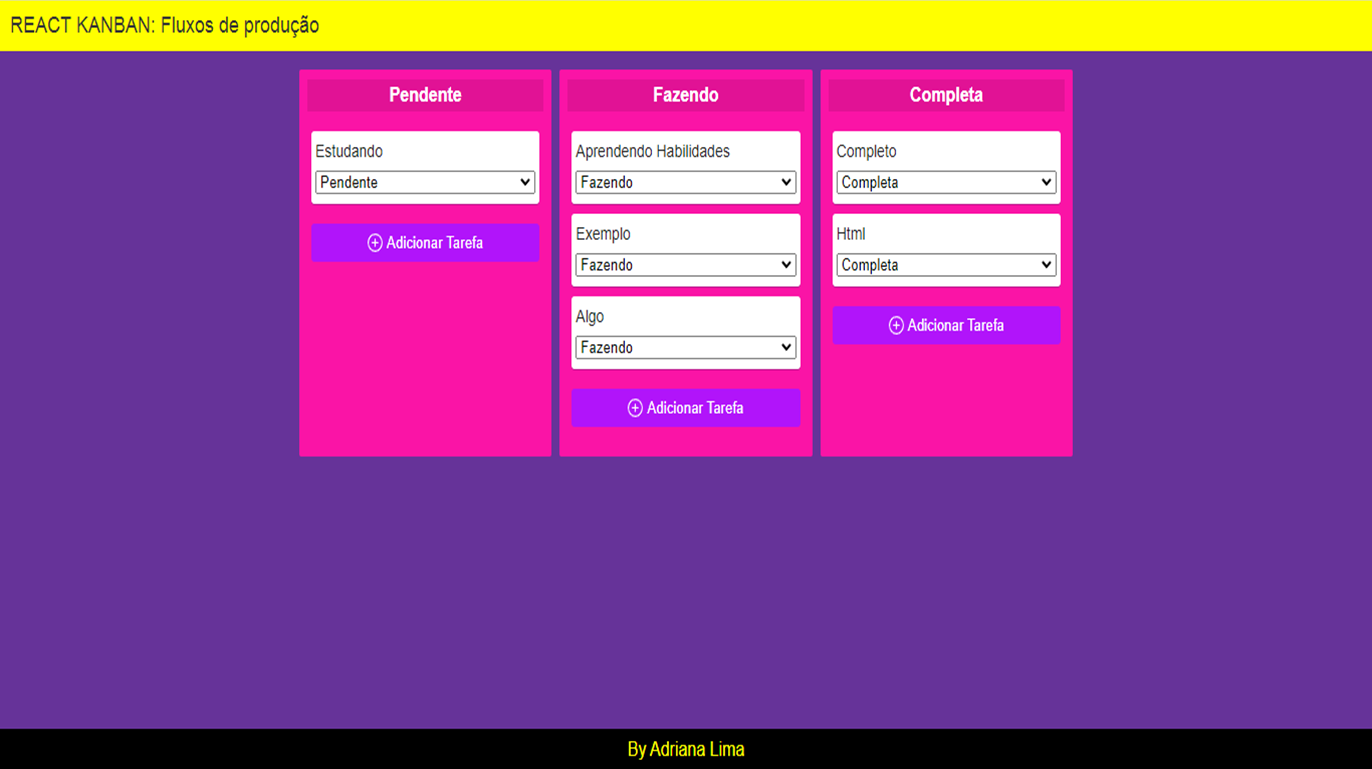 REACT KANBAN: Fluxos de produção
Pendente
Estudando
Pendente
Adicionar Tarefa
Fazendo
Aprendendo Habilidades
Fazendo
Exemplo
Fazendo
Algo
Fazendo
Adicionar Tarefa
Completa
Completo
Completa
Html
Completa
Adicionar Tarefa
By Adriana Lima